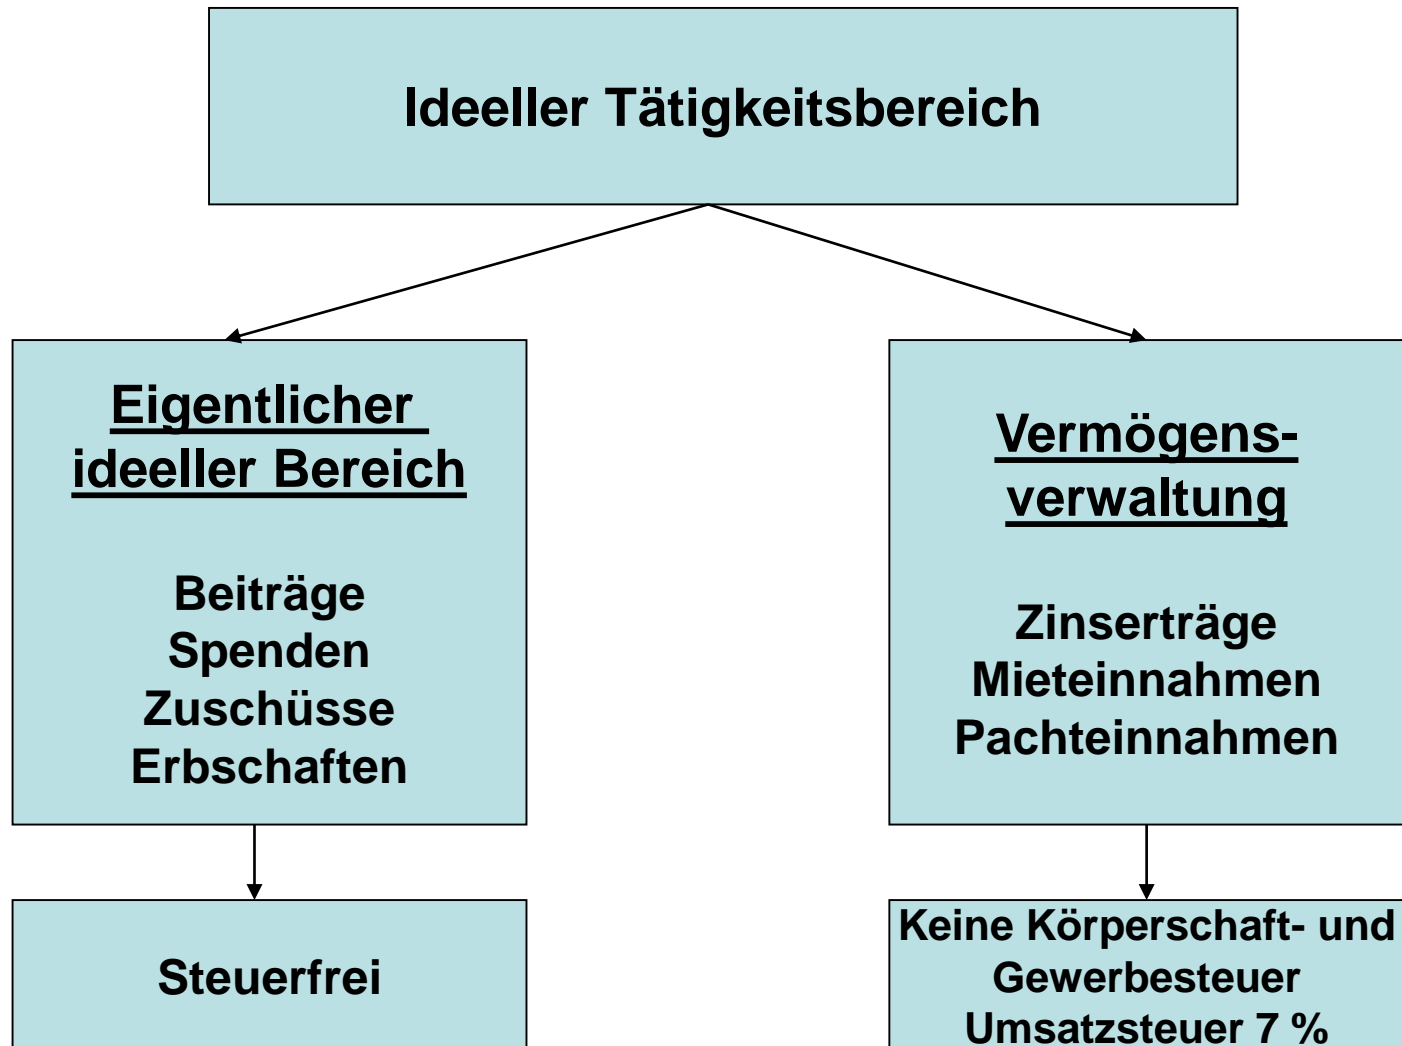 Ideeller Tätigkeitsbereich
Eigentlicher
ideeller Bereich
Beiträge
Spenden
Zuschüsse
Erbschaften
Vermögens-
verwaltung
Zinserträge
Mieteinnahmen
Pachteinnahmen
Steuerfrei
Keine Körperschaft- und
Gewerbesteuer
Umsatzsteuer 7 %